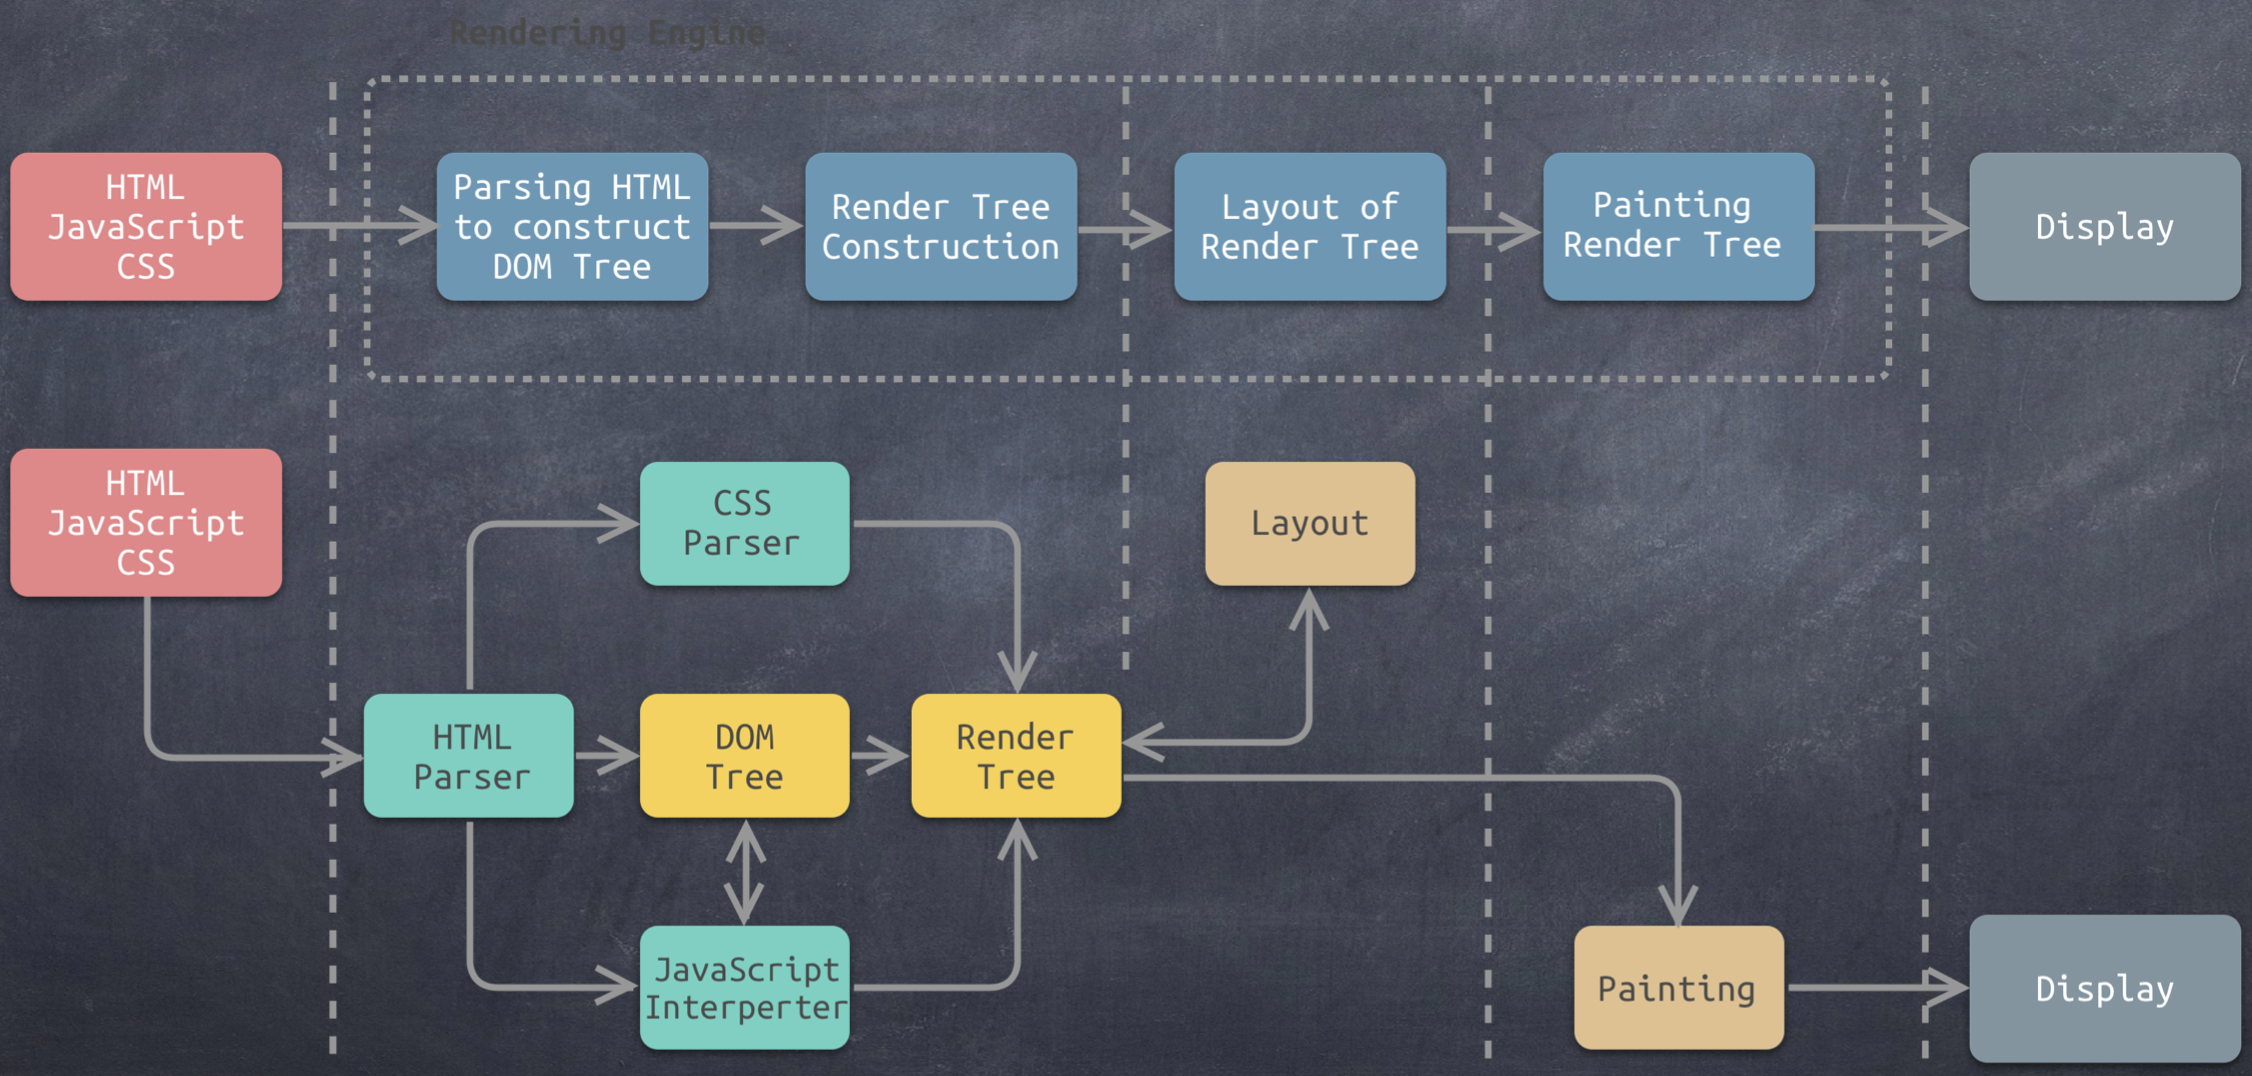 Rendering Engine
HTML
JavaScript
CSS
Parsing HTML
to construct
DOM Tree
Render Tree
Construction
Layout of
Render Tree
Painting
Render Tree
Display
HTML
JavaScript
CSS
CSS
Parser
Layout
HTML
Parser
DOM
Tree
Render
Tree
JavaScript
Interperter
Painting
Display